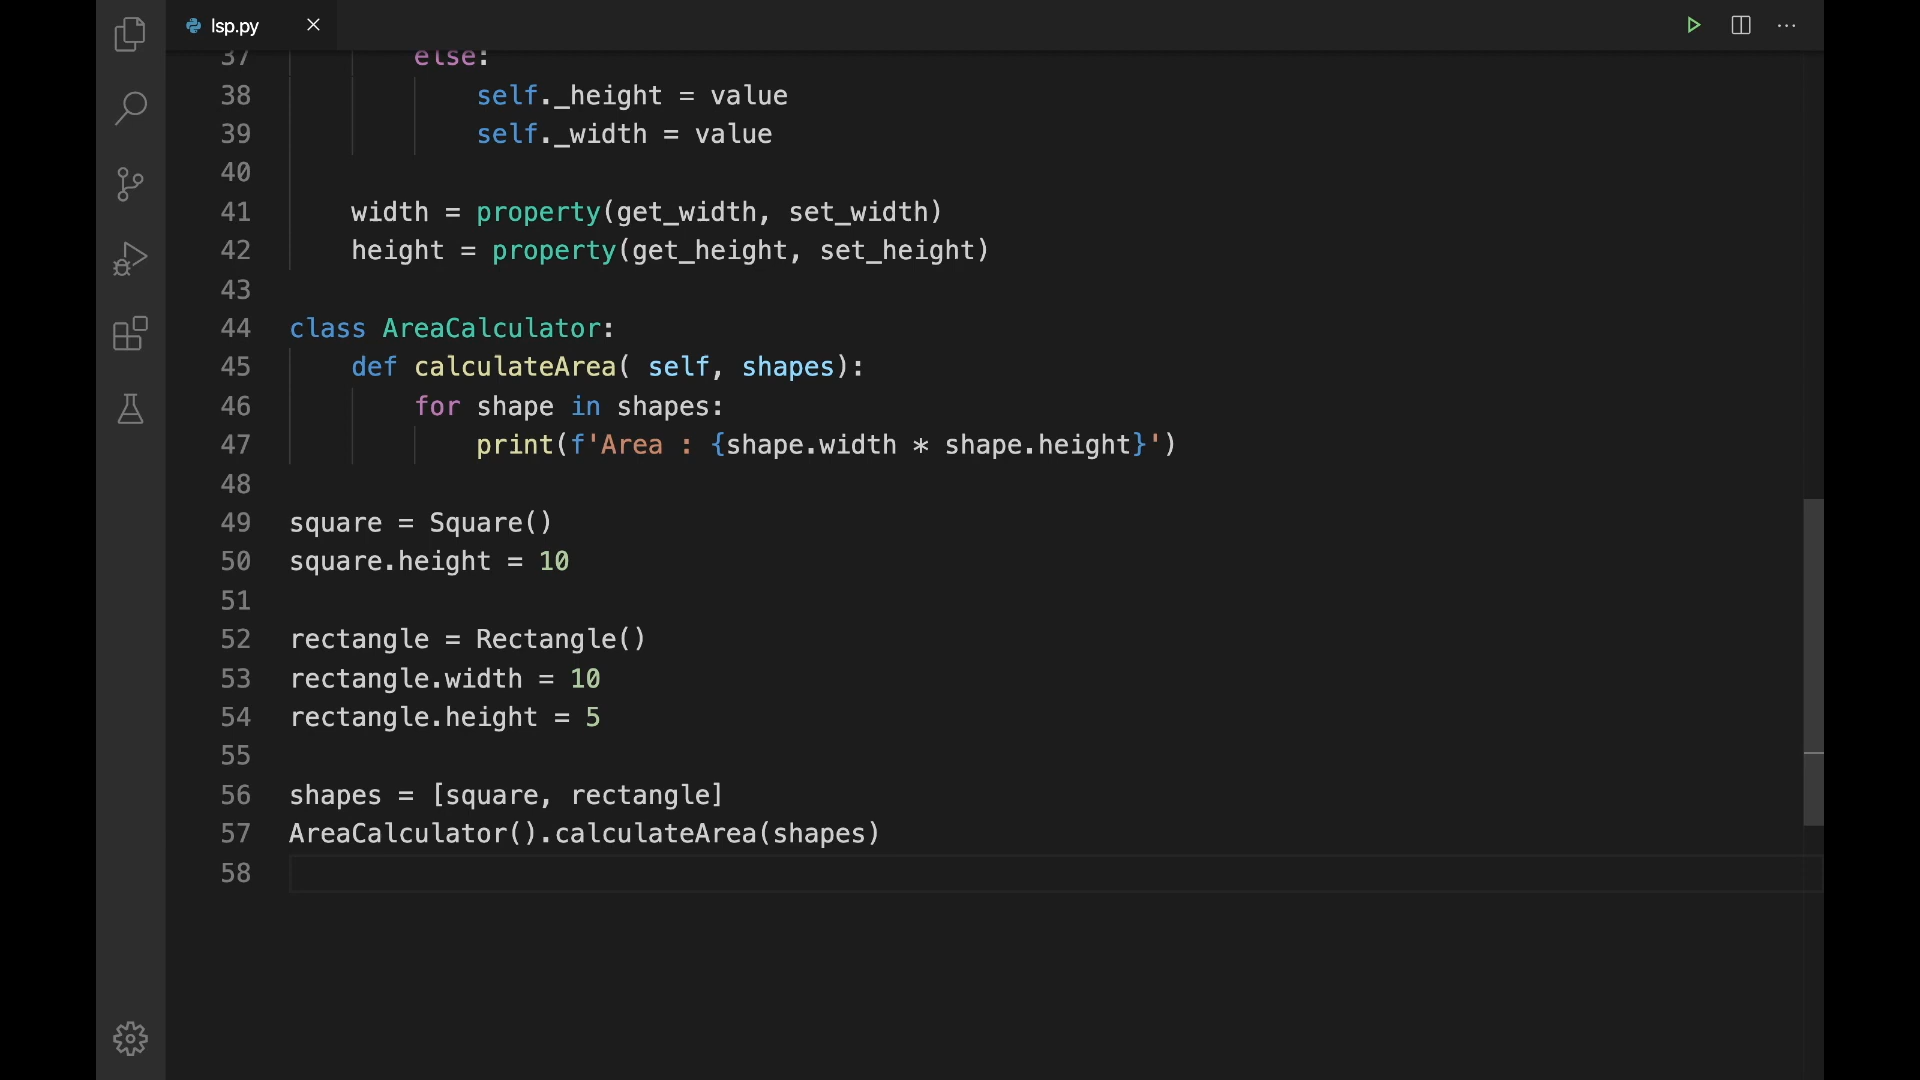 lsp.py
37 else:
38 self._height = value
39 self._width = value
40
41 width = property(get_width, set_width)
42 height = property(get_height, set_height)
43
44 class AreaCalculator:
45 def calculateArea( self, shapes):
46 for shape in shapes:
47 print(f'Area : {shape.width * shape.height}')
48
49 square = Square()
50 square.height = 10
51
52 rectangle = Rectangle()
53 rectangle.width = 10
54 rectangle.height = 5
55
56 shapes = [square, rectangle]
57 AreaCalculator().calculateArea(shapes)
58